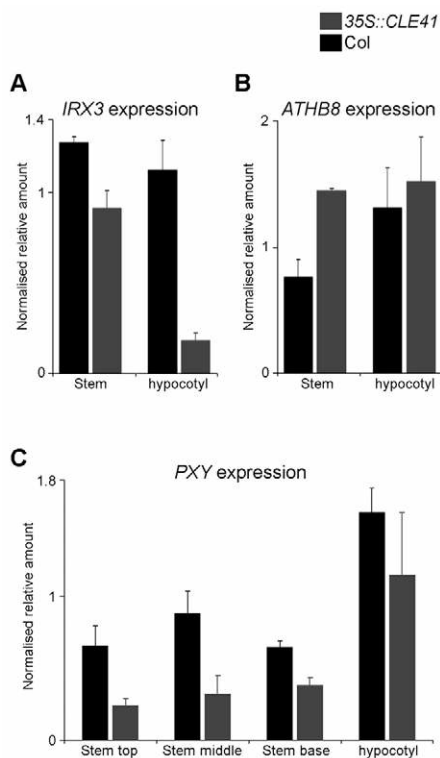 35S::CLE41
Col
A
IRX3 expression
Normalised relative amount
1.4
1
0
Stem
hypocotyl
B
ATHB8 expression
Normalised relative amount
2
1
0
Stem
hypocotyl
C
PXY expression
Normalised relative amount
1.8
1
0
Stem top
Stem middle
Stem base
hypocotyl